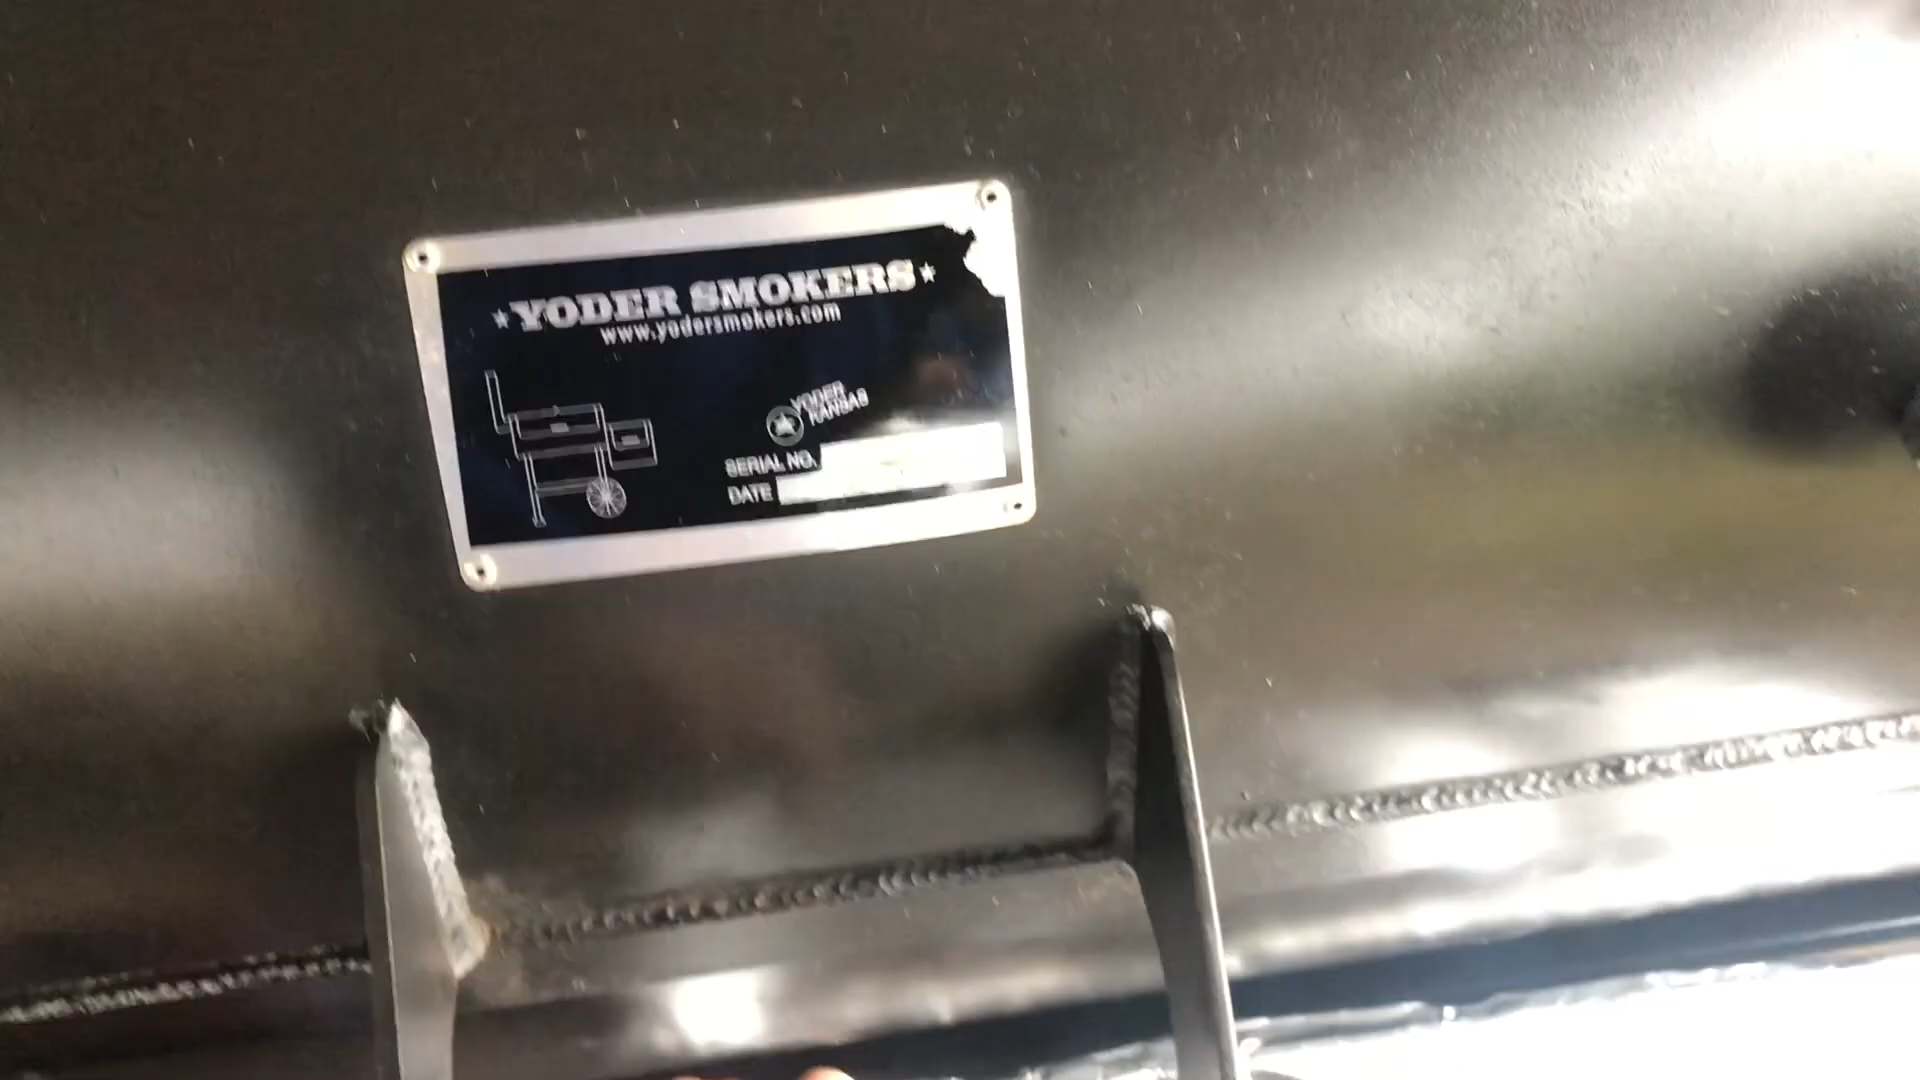 YODER SMOKERS
www.yodersmokers.com
YODER
KANSAS
SERIAL NO.
DATE